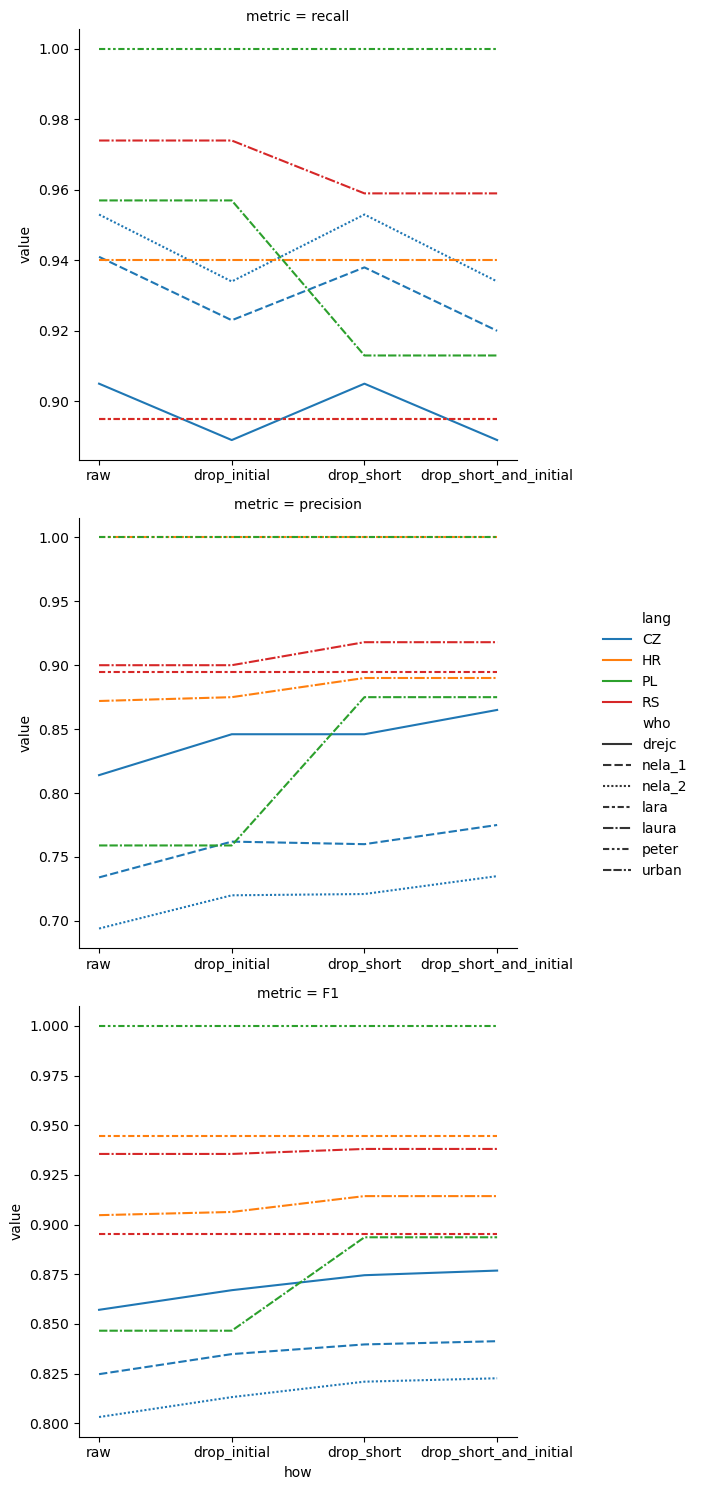 metric = recall
1.00
0.98
0.96
0.94
0.92
0.90
value
raw drop_initial drop_short drop_short_and_initial
metric = precision
1.00
0.95
0.90
0.85
0.80
0.75
0.70
value
raw drop_initial drop_short drop_short_and_initial
lang
CZ
HR
PL
RS
who
drejc
nela_1
nela_2
lara
laura
peter
urban
metric = F1
1.000
0.975
0.950
0.925
0.900
0.875
0.850
0.825
0.800
value
raw drop_initial drop_short drop_short_and_initial
how